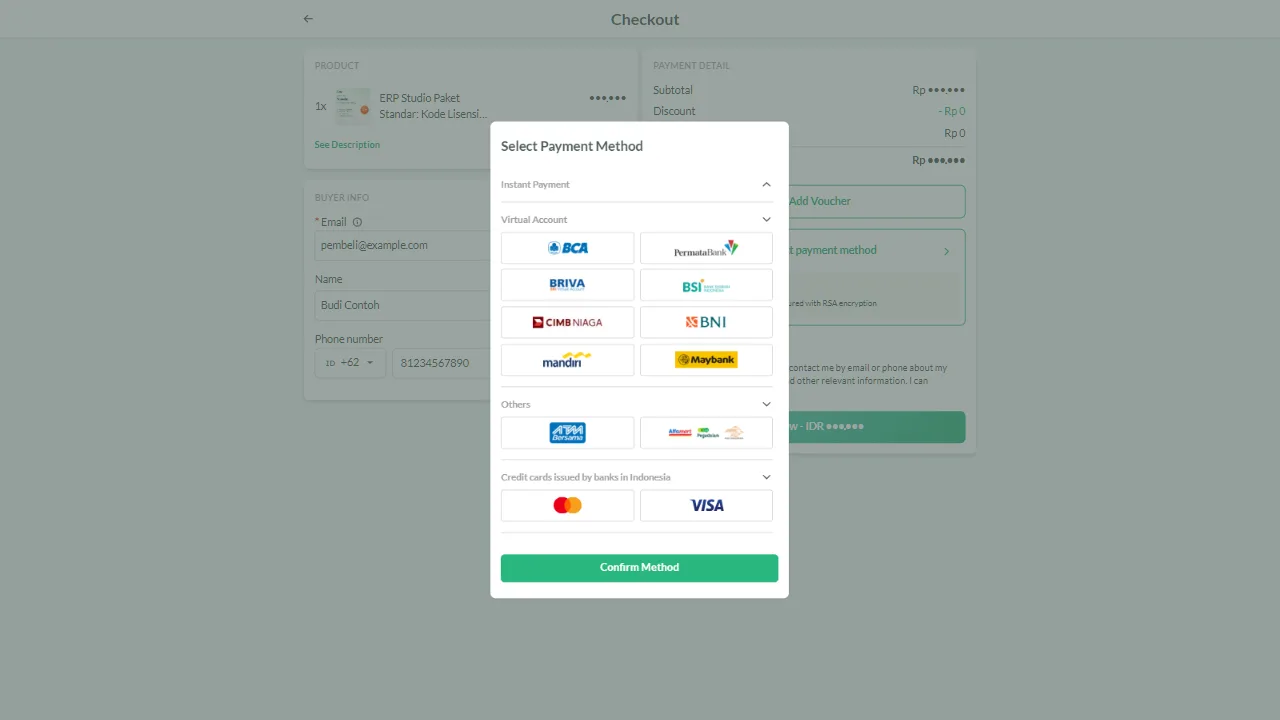 Checkout
PRODUCT
1x
ERP Studio Paket
Standar: Kode Lisensi...
•••,•••
See Description
BUYER INFO
* Email
pembeli@example.com
Name
Budi Contoh
Phone number
ID +62
81234567890
PAYMENT DETAIL
Subtotal
Rp •••,•••
Discount
- Rp 0
Rp 0
Rp •••,•••
Add Voucher
t payment method
ured with RSA encryption
contact me by email or phone about my
d other relevant information. I can
w - IDR •••,•••
Select Payment Method
Instant Payment
Virtual Account
BCA
PermataBank
BRIVA
BSI
CIMB NIAGA
BNI
mandiri
Maybank
Others
ATM
Bersama
Alfamart
Pegadaian
Credit cards issued by banks in Indonesia
VISA
Confirm Method